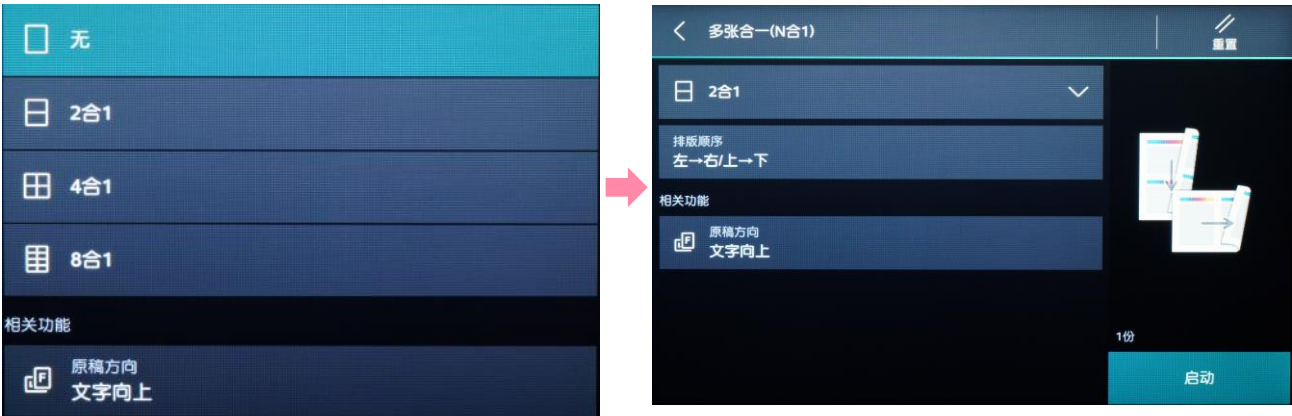 无
2合1
4合1
8合1
相关功能
原稿方向
文字向上
多张合一(N合1)
重置
2合1
排版顺序
左→右/上→下
相关功能
原稿方向
文字向上
1份
启动